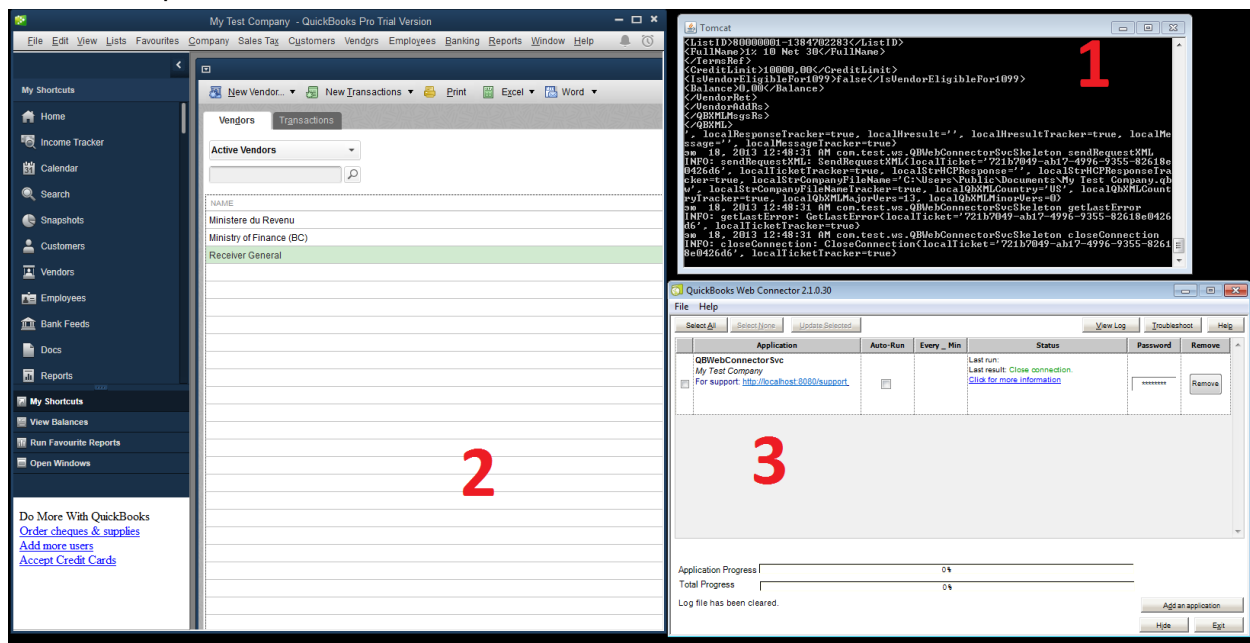 My Test Company - QuickBooks Pro Trial Version
File Edit View Lists Favourites Company Sales Tax Customers Vendors Employees Banking Reports Window Help
My Shortcuts
Home
Income Tracker
Calendar
Search
Snapshots
Customers
Vendors
Employees
Bank Feeds
Docs
Reports
My Shortcuts
View Balances
Run Favourite Reports
Open Windows
Do More With QuickBooks
Order cheques & supplies
Add more users
Accept Credit Cards
New Vendor... New Transactions Print Excel Word
Vendors Transactions
Active Vendors
NAME
Ministere du Revenu
Ministry of Finance (BC)
Receiver General
2
Tomcat
1
<ListID>80000001-1384702283</ListID>
<FullName>1% 10 Net 30</FullName>
</TermsRef>
<CreditLimit>10000,00</CreditLimit>
<IsVendorEligibleFor1099>false</IsVendorEligibleFor1099>
<Balance>0,00</Balance>
</VendorRet>
</VendorAddRs>
</QBXMLMsgsRs>
</QBXML>
', localResponseTracker=true, localHresult='', localHresultTracker=true, localMe
ssage='', localMessageTracker=true}
18, 2013 12:48:31 AM com.test.ws.QBWebConnectorSvcSkeleton sendRequestXML
INFO: sendRequestXML: SendRequestXML{localTicket='721b7049-ab17-4996-9355-82618e
0426d6', localTicketTracker=true, localStrHCPResponse='', localStrHCPResponseTra
cker=true, localStrCompanyFileName='C:\Users\Public\Documents\My Test Company.qb
w', localStrCompanyFileNameTracker=true, localQbXMLCountry='US', localQbXMLCount
ryTracker=true, localQbXMLMajorVers=13, localQbXMLMinorVers=0}
18, 2013 12:48:31 AM com.test.ws.QBWebConnectorSvcSkeleton getLastError
INFO: getLastError: GetLastError{localTicket='721b7049-ab17-4996-9355-82618e0426
d6', localTicketTracker=true}
18, 2013 12:48:31 AM com.test.ws.QBWebConnectorSvcSkeleton closeConnection
INFO: closeConnection: CloseConnection{localTicket='721b7049-ab17-4996-9355-8261
8e0426d6', localTicketTracker=true}
QuickBooks Web Connector 2.1.0.30
File Help
Select All Select None Update Selected View Log Troubleshoot Help
Application Auto-Run Every _ Min Status Password Remove
QBWebConnectorSvc
My Test Company
For support: http://localhost:8080/support
Last run:
Last result: Close connection.
Click for more information
********
Remove
3
Application Progress 0 %
Total Progress 0 %
Log file has been cleared.
Add an application
Hide Exit